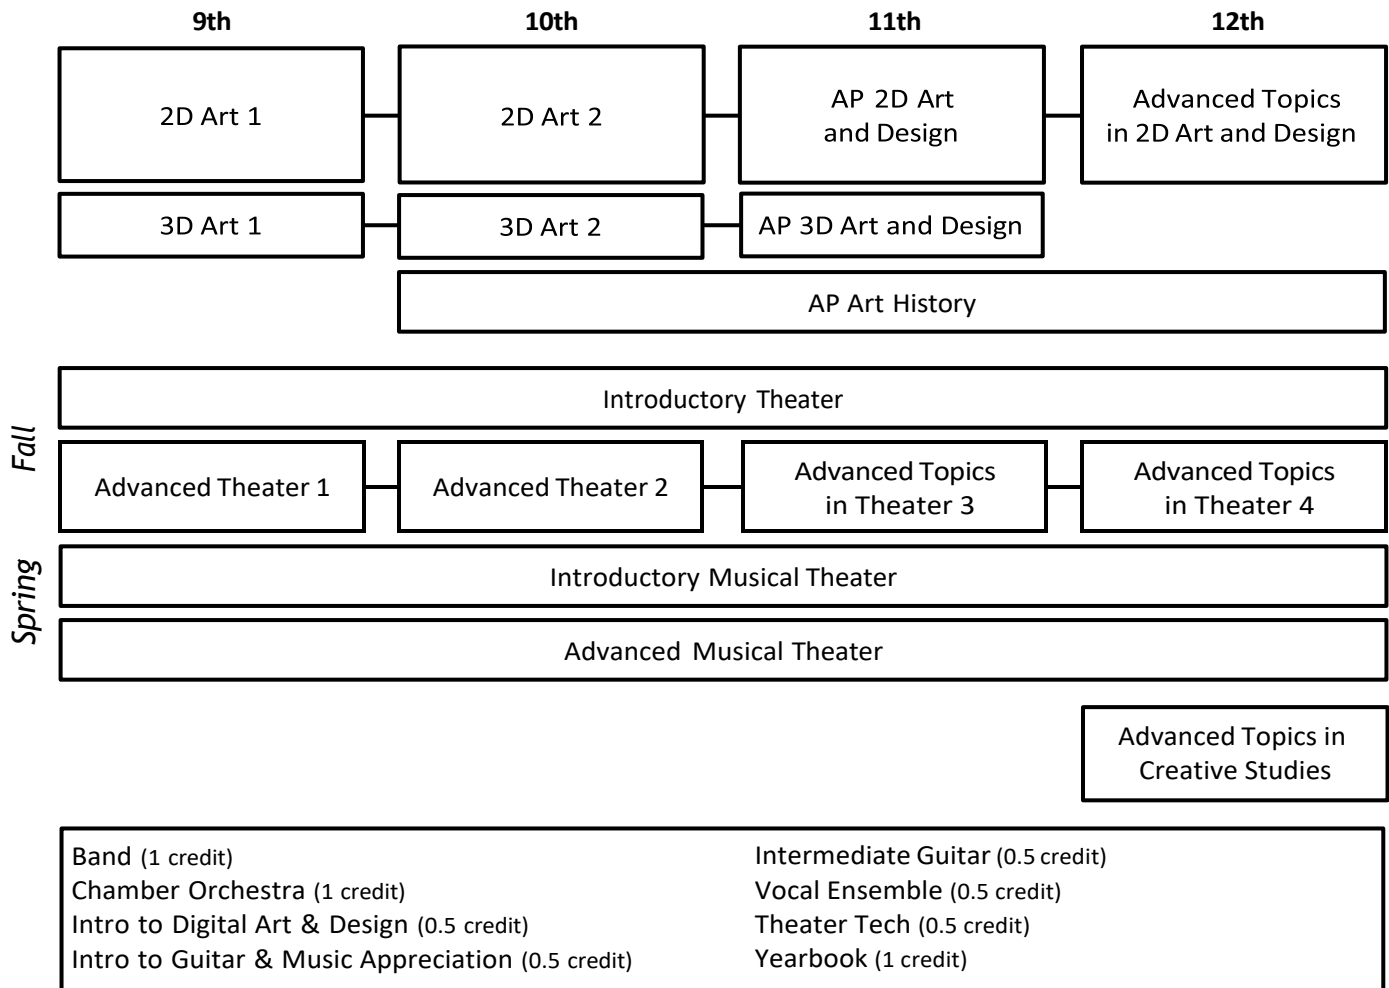 9th 10th 11th 12th
2D Art 1
2D Art 2
AP 2D Art
and Design
Advanced Topics
in 2D Art and Design
3D Art 1
3D Art 2
AP 3D Art and Design
AP Art History
Fall
Introductory Theater
Advanced Theater 1
Advanced Theater 2
Advanced Topics
in Theater 3
Advanced Topics
in Theater 4
Spring
Introductory Musical Theater
Advanced Musical Theater
Advanced Topics in
Creative Studies
Band (1 credit)
Chamber Orchestra (1 credit)
Intro to Digital Art & Design (0.5 credit)
Intro to Guitar & Music Appreciation (0.5 credit)
Intermediate Guitar (0.5 credit)
Vocal Ensemble (0.5 credit)
Theater Tech (0.5 credit)
Yearbook (1 credit)